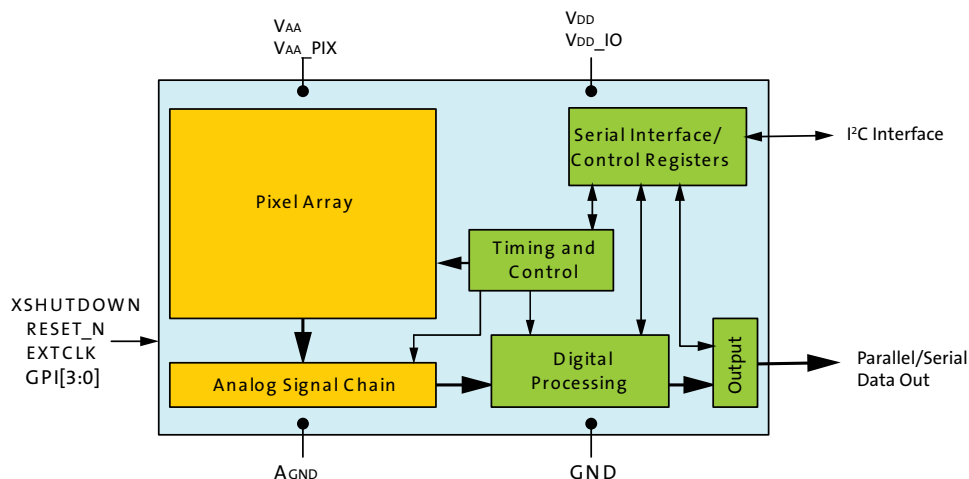 VAA
VAA_PIX
VDD
VDD_IO
Pixel Array
Serial Interface/
Control Registers
I²C Interface
Timing and
Control
XSHUTDOWN
RESET_N
EXTCLK
GPI[3:0]
Analog Signal Chain
Digital
Processing
Output
Parallel/Serial
Data Out
AGND
GND